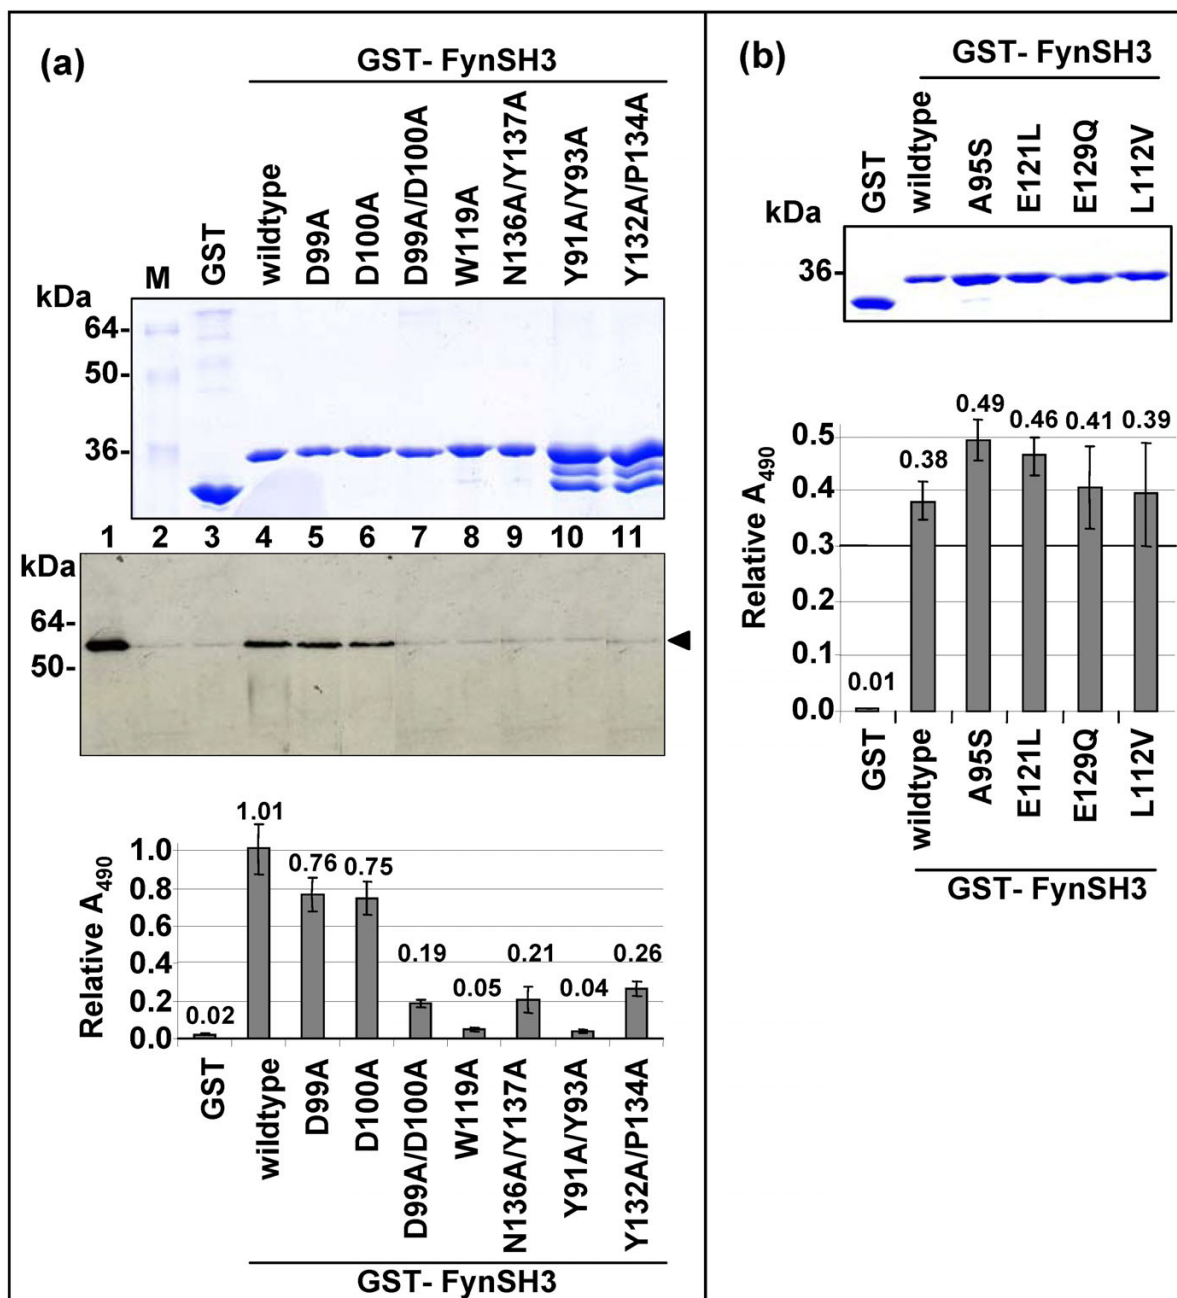 (a)
GST- FynSH3
M
GST
wildtype
D99A
D100A
D99A/D100A
W119A
N136A/Y137A
Y91A/Y93A
Y132A/P134A
kDa
64-
50-
36-
1 2 3 4 5 6 7 8 9 10 11
kDa
64-
50-
Relative A490
1.0
0.8
0.6
0.4
0.2
0.0
0.02
1.01
0.76
0.75
0.19
0.05
0.21
0.04
0.26
GST
wildtype
D99A
D100A
D99A/D100A
W119A
N136A/Y137A
Y91A/Y93A
Y132A/P134A
GST- FynSH3
(b)
GST- FynSH3
GST
wildtype
A95S
E121L
E129Q
L112V
kDa
36-
Relative A490
0.5
0.4
0.3
0.2
0.1
0.0
0.01
0.38
0.49
0.46
0.41
0.39
GST
wildtype
A95S
E121L
E129Q
L112V
GST- FynSH3